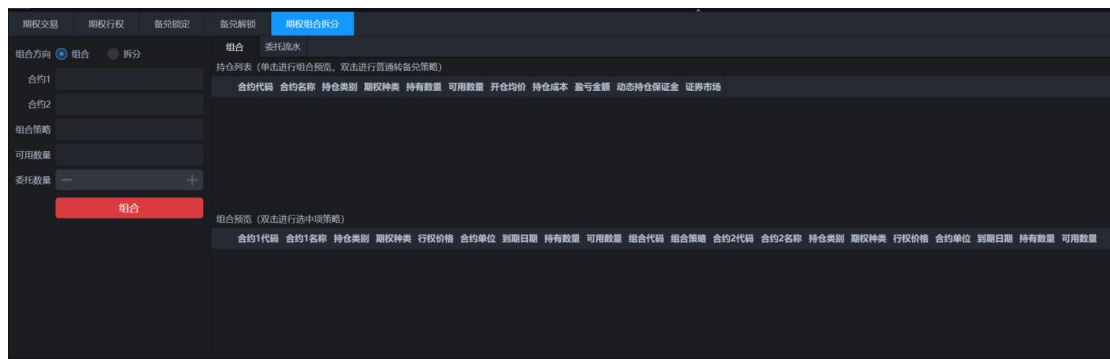 期权交易 期权行权 备兑锁定 备兑解锁 期权组合拆分
组合方向 组合 拆分
合约1
合约2
组合策略
可用数量
委托数量 − +
组合
组合 委托流水
持仓列表（单击进行组合预览，双击进行普通转备兑策略）
合约代码 合约名称 持仓类别 期权种类 持有数量 可用数量 开仓均价 持仓成本 盈亏金额 动态持仓保证金 证券市场
组合预览（双击进行选中项策略）
合约1代码 合约1名称 持仓类别 期权种类 行权价格 合约单位 到期日期 持有数量 可用数量 组合代码 组合策略 合约2代码 合约2名称 持仓类别 期权种类 行权价格 合约单位 到期日期 持有数量 可用数量